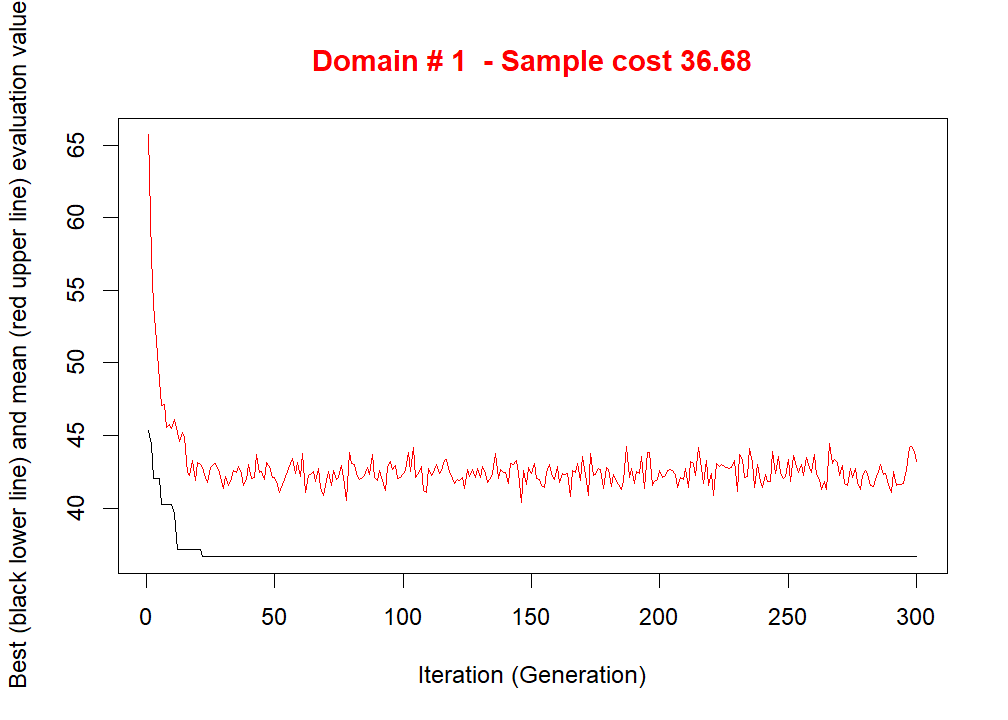 Domain # 1  - Sample cost 36.68
Best (black lower line) and mean (red upper line) evaluation value
65
60
55
50
45
40
0 50 100 150 200 250 300
Iteration (Generation)